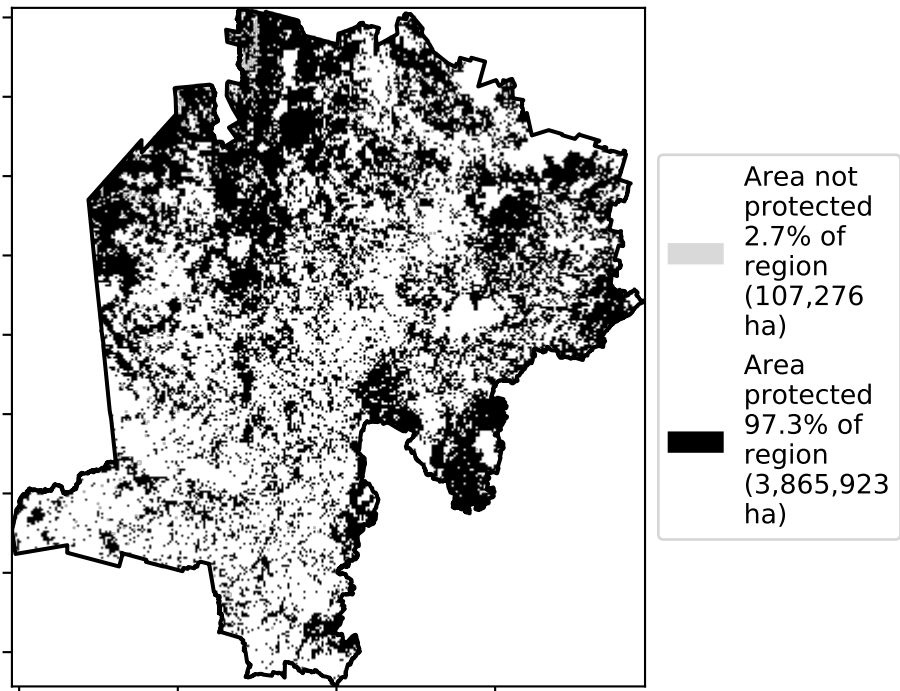 Area not
protected
2.7% of
region
(107,276
ha)
Area
protected
97.3% of
region
(3,865,923
ha)